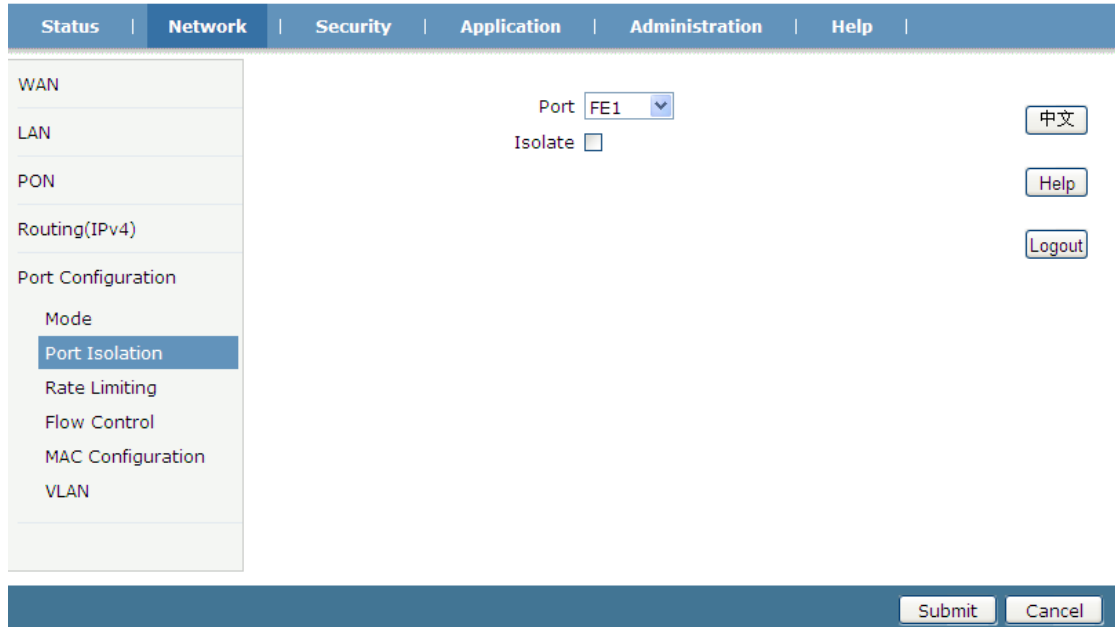 Status | Network | Security | Application | Administration | Help |
WAN
LAN
PON
Routing(IPv4)
Port Configuration
Mode
Port Isolation
Rate Limiting
Flow Control
MAC Configuration
VLAN
Port FE1
Isolate
中文
Help
Logout
Submit Cancel